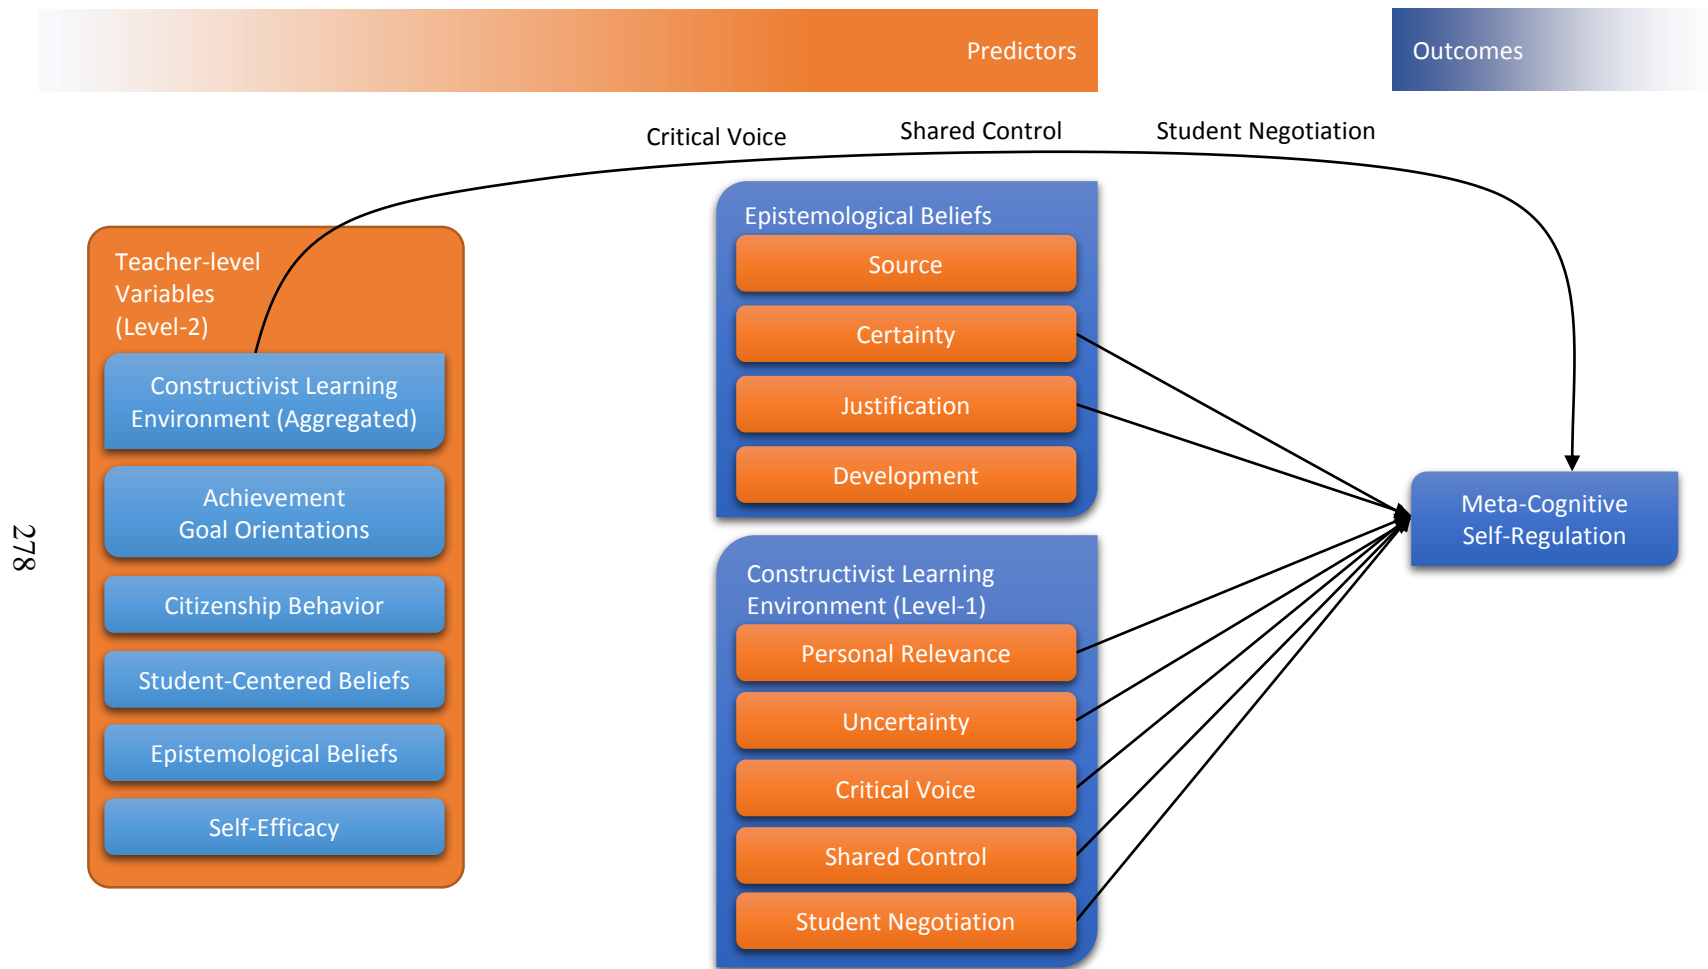 Predictors
Outcomes
Critical Voice
Shared Control
Student Negotiation
Teacher-level
Variables
(Level-2)
Constructivist Learning
Environment (Aggregated)
Achievement
Goal Orientations
Citizenship Behavior
Student-Centered Beliefs
Epistemological Beliefs
Self-Efficacy
Epistemological Beliefs
Source
Certainty
Justification
Development
Constructivist Learning
Environment (Level-1)
Personal Relevance
Uncertainty
Critical Voice
Shared Control
Student Negotiation
Meta-Cognitive
Self-Regulation
278